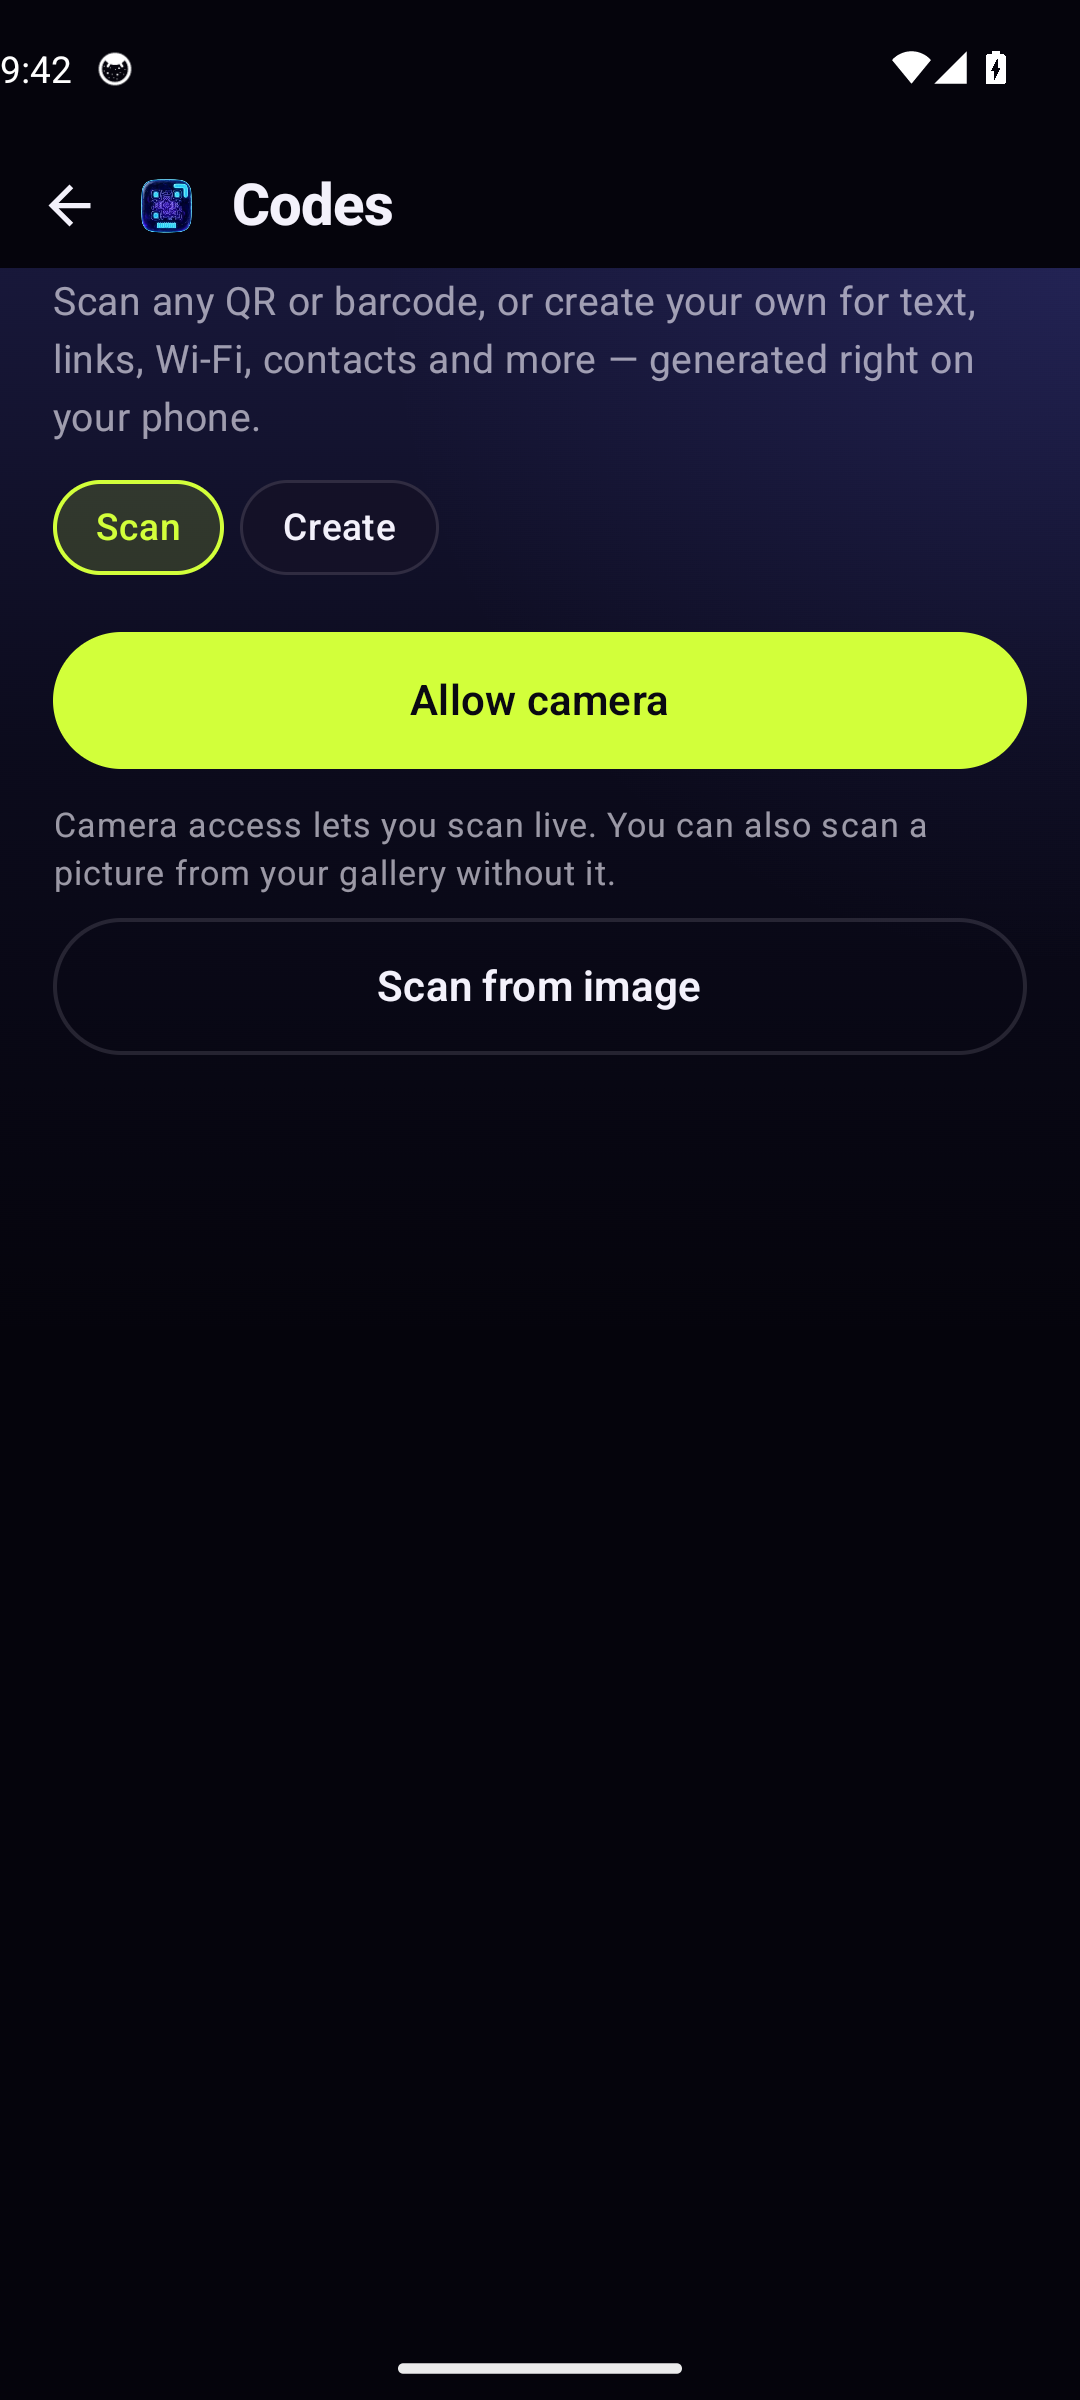 9:42
Codes
Scan any QR or barcode, or create your own for text,
links, Wi-Fi, contacts and more — generated right on
your phone.
Scan
Create
Allow camera
Camera access lets you scan live. You can also scan a
picture from your gallery without it.
Scan from image